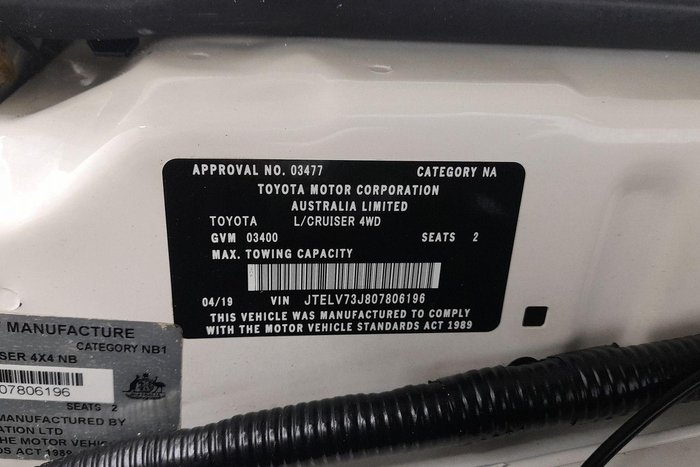 APPROVAL NO. 03477 CATEGORY NA
TOYOTA MOTOR CORPORATION
AUSTRALIA LIMITED
TOYOTA L/CRUISER 4WD
GVM 03400 SEATS 2
MAX. TOWING CAPACITY
04/19 VIN JTELV73J807806196
THIS VEHICLE WAS MANUFACTURED TO COMPLY
WITH THE MOTOR VEHICLE STANDARDS ACT 1989
MANUFACTURE
CATEGORY NB1
SER 4X4 NB
07806196
SEATS 2
MANUFACTURED BY
ATION LTD
THE MOTOR VEHIC
RDS ACT 1989